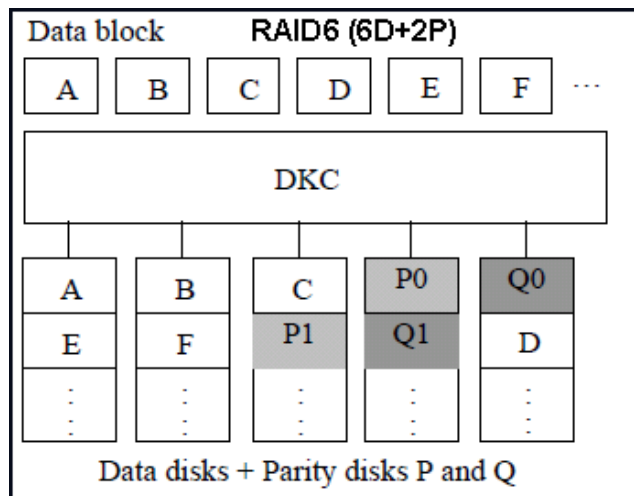 Data block RAID6 (6D+2P)
A B C D E F ...
DKC
A B C P0 Q0
E F P1 Q1 D
Data disks + Parity disks P and Q